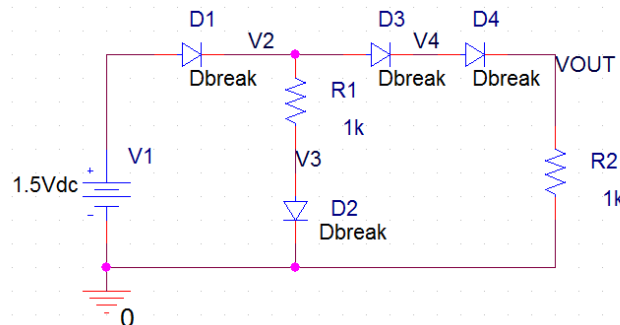 D1
V2
D3
V4
D4
Dbreak
Dbreak
Dbreak
VOUT
R1
1k
V1
V3
R2
1.5Vdc
+
-
1k
D2
Dbreak
0